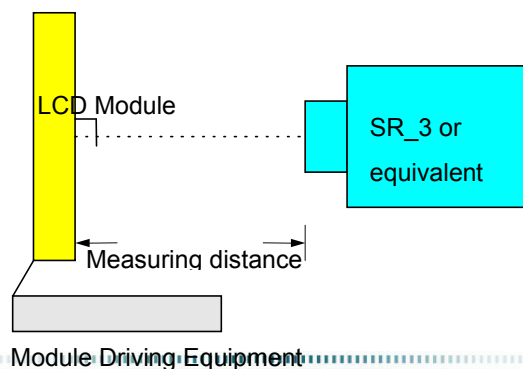 LCD Module
SR_3 or
equivalent
Measuring distance
Module Driving Equipment